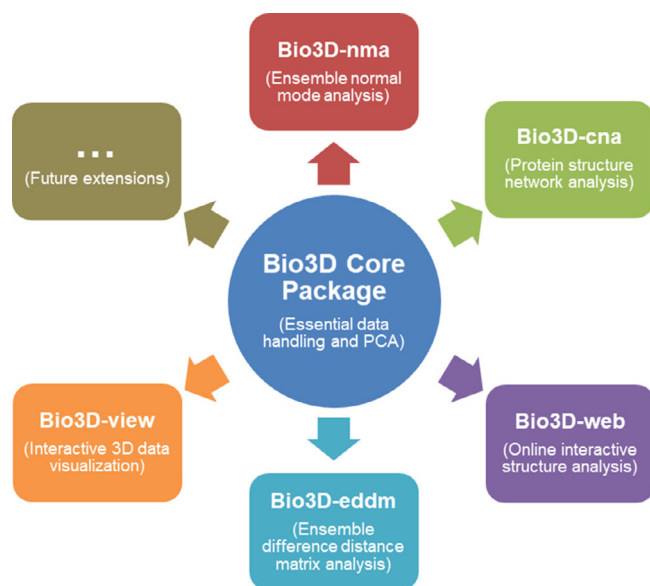 Bio3D-nma
(Ensemble normal
mode analysis)
...
(Future extensions)
Bio3D-cna
(Protein structure
network analysis)
Bio3D Core
Package
(Essential data
handling and PCA)
Bio3D-view
(Interactive 3D data
visualization)
Bio3D-web
(Online interactive
structure analysis)
Bio3D-eddm
(Ensemble
difference distance
matrix analysis)